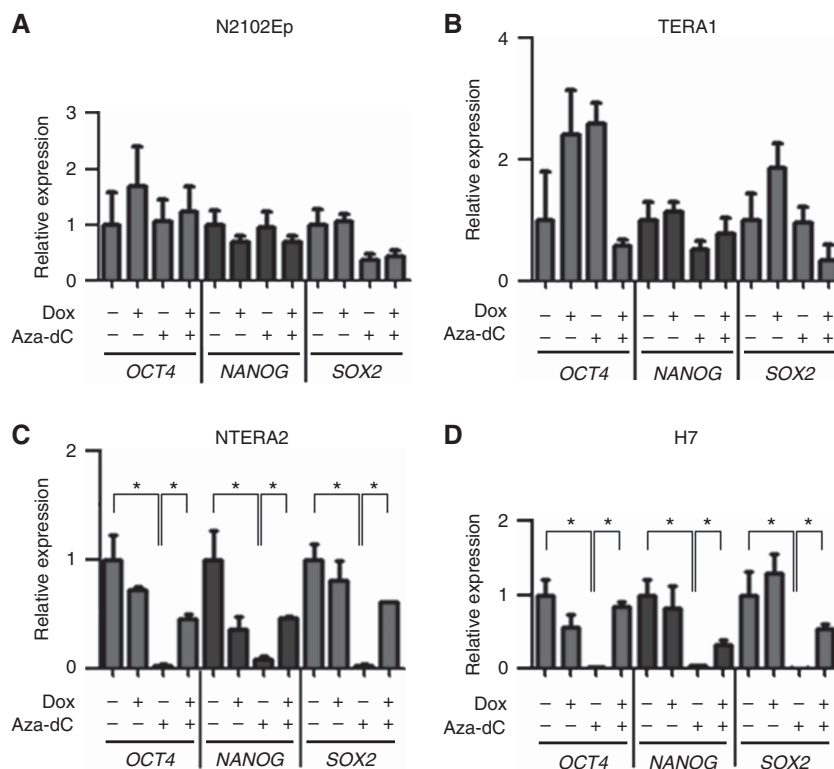 A
N2102Ep
Relative expression
3
2
1
0
Dox – + – + – + – + – + – +
Aza-dC – – + + – – + + – – + +
OCT4 NANOG SOX2
B
TERA1
Relative expression
4
2
0
Dox – + – + – + – + – + – +
Aza-dC – – + + – – + + – – + +
OCT4 NANOG SOX2
C
NTERA2
Relative expression
2
1
0
* * * * * *
Dox – + – + – + – + – + – +
Aza-dC – – + + – – + + – – + +
OCT4 NANOG SOX2
D
H7
Relative expression
2
1
0
* * * * * *
Dox – + – + – + – + – + – +
Aza-dC – – + + – – + + – – + +
OCT4 NANOG SOX2